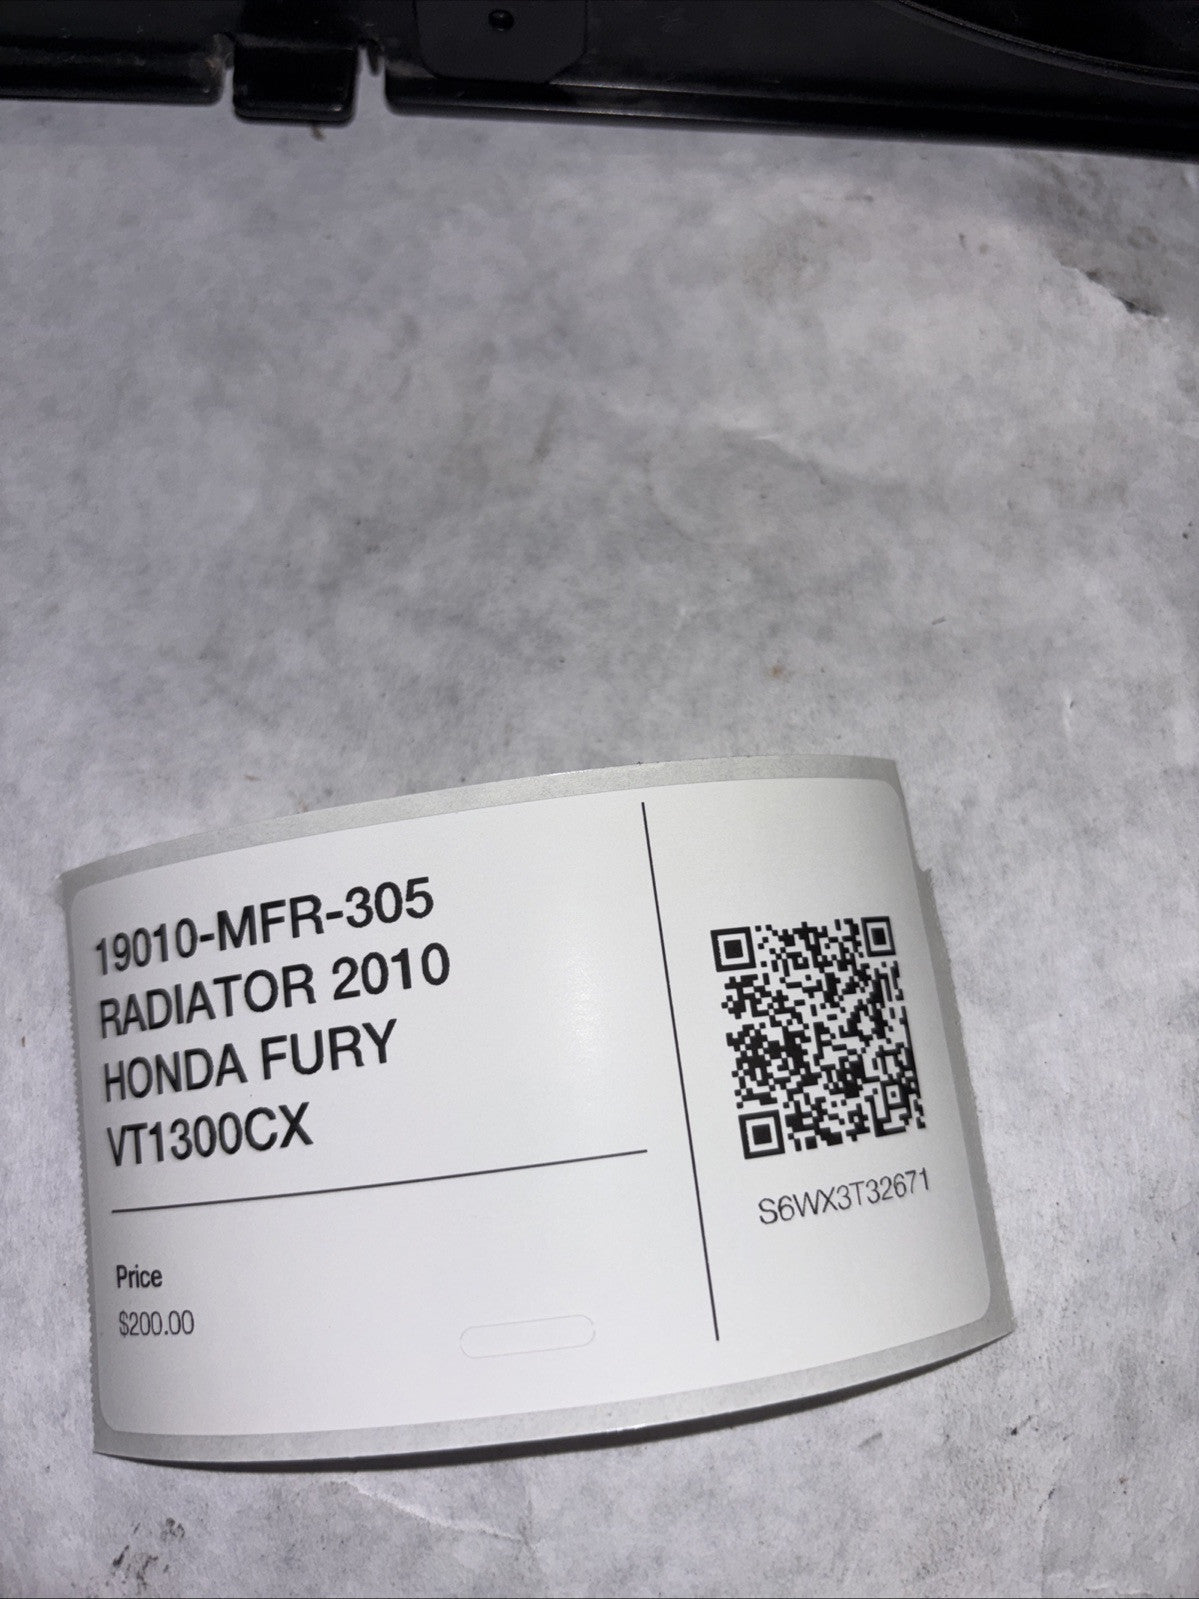 19010-MFR-305
RADIATOR 2010
HONDA FURY
VT1300CX
Price
$200.00
S6WX3T32671